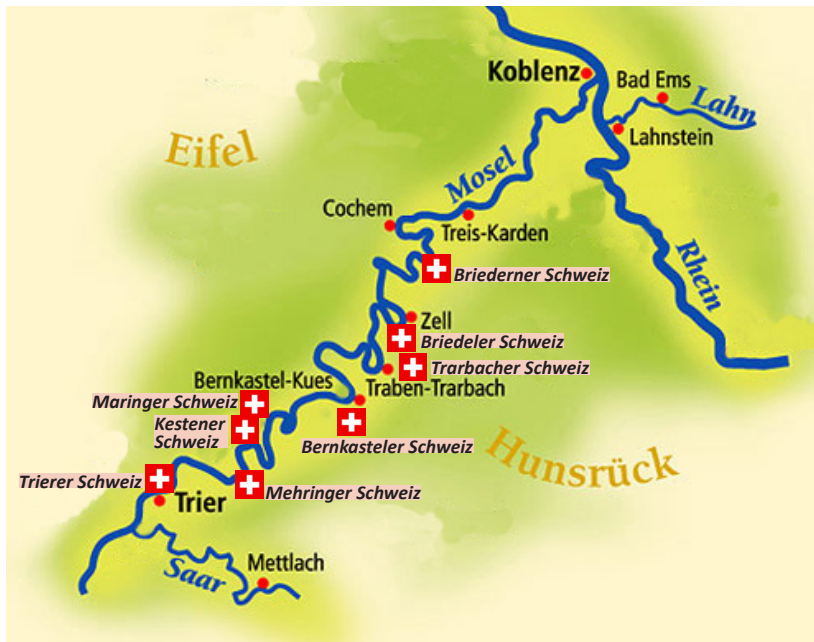 Koblenz
Bad Ems
Lahn
Lahnstein
Eifel
Mosel
Cochem
Treis-Karden
Rhein
Briederner Schweiz
Zell
Briedeler Schweiz
Trarbacher Schweiz
Bernkastel-Kues
Traben-Trarbach
Maringer Schweiz
Kestener
Schweiz
Bernkasteler Schweiz
Hunsrück
Trierer Schweiz
Mehringer Schweiz
Trier
Mettlach
Saar